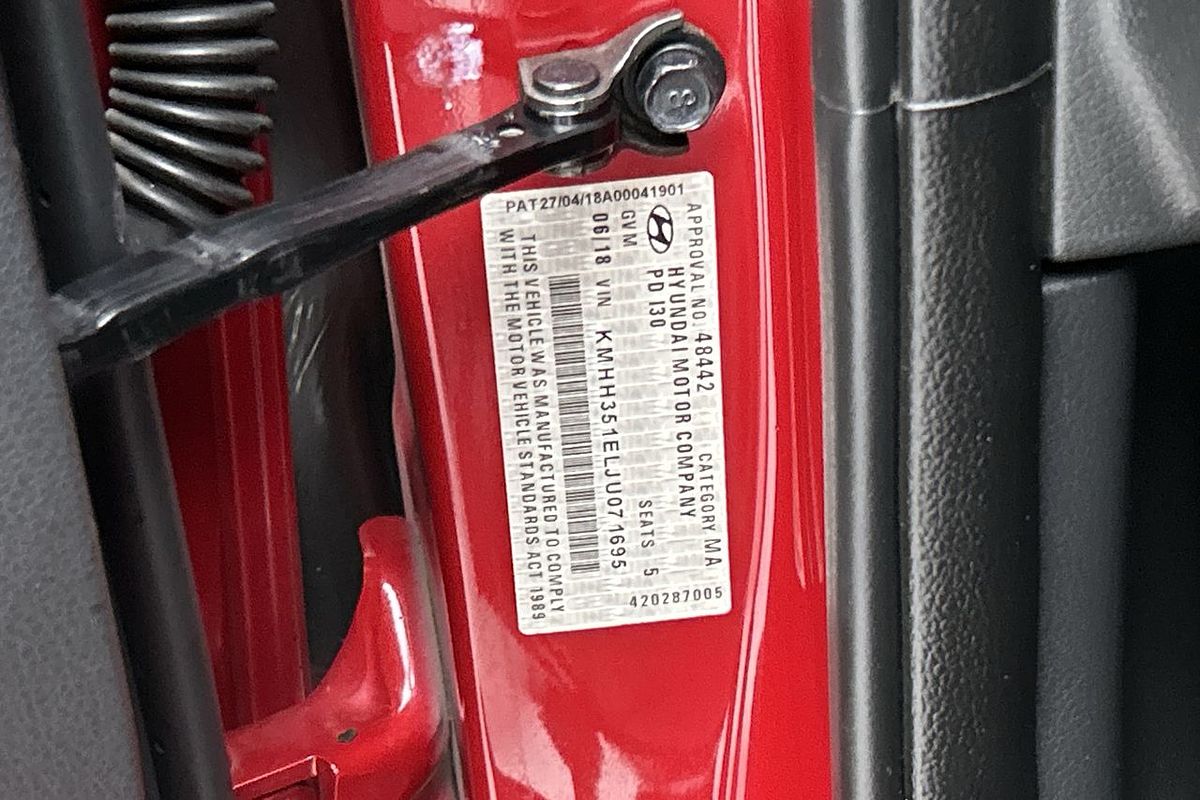 PAT27/04/18A00041901
APPROVAL NO. 48442 CATEGORY MA
HYUNDAI MOTOR COMPANY
PD I30
GVM SEATS 5
06/18 VIN KMHH351ELJU071695
THIS VEHICLE WAS MANUFACTURED TO COMPLY
WITH THE MOTOR VEHICLE STANDARDS ACT 1989
420287005
8